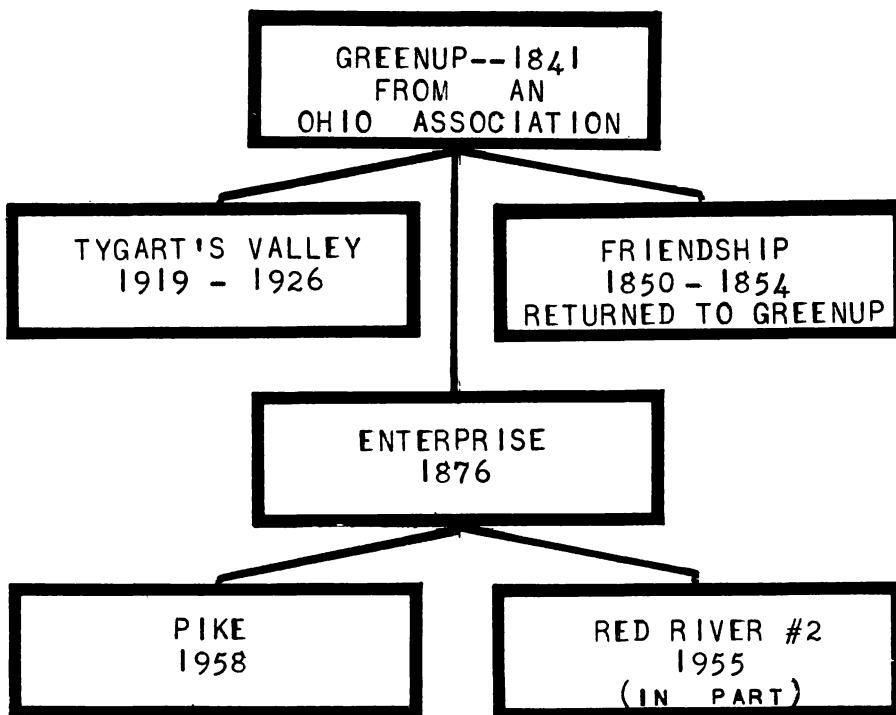 GREENUP--1841
FROM AN
OHIO ASSOCIATION
TYGART'S VALLEY
1919 - 1926
FRIENDSHIP
1850 - 1854
RETURNED TO GREENUP
ENTERPRISE
1876
PIKE
1958
RED RIVER #2
1955
(IN PART)